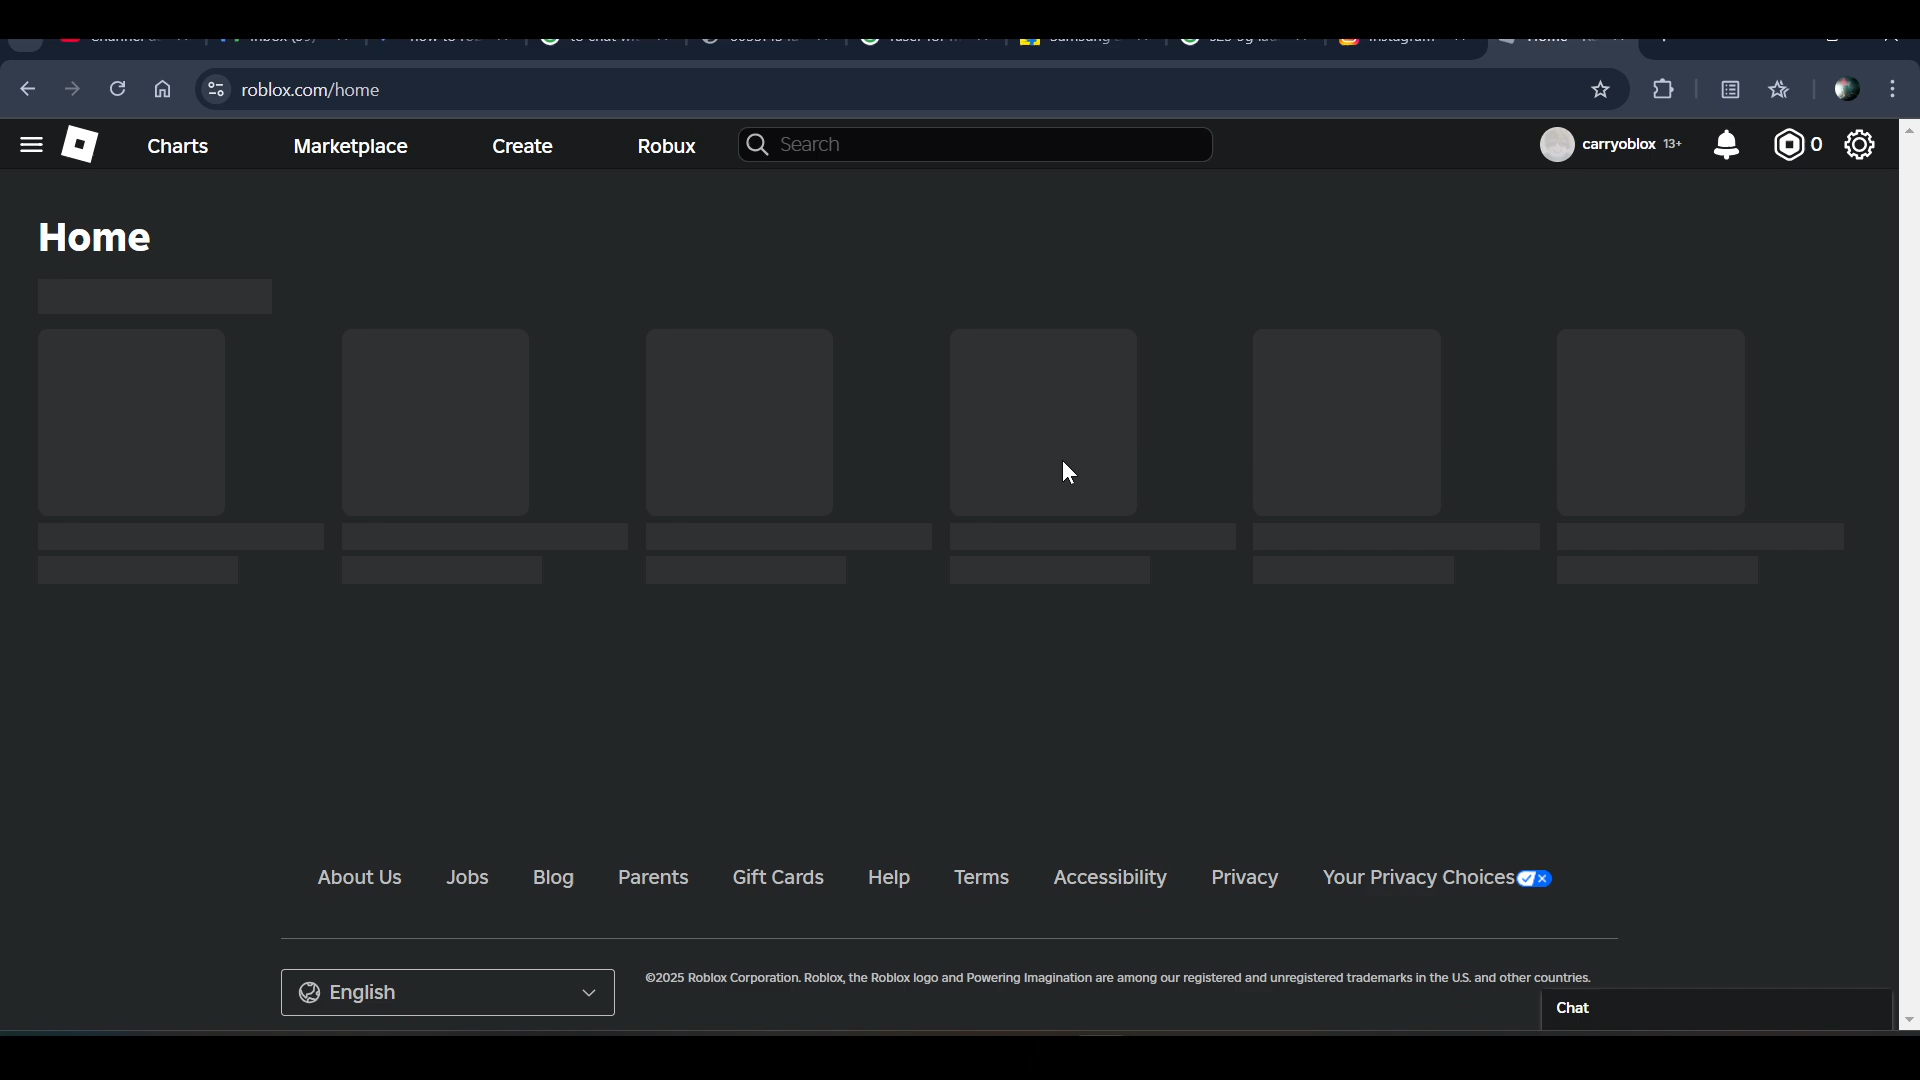 roblox.com/home
Charts Marketplace Create Robux Search carryoblox 13+ 0
Home
About Us Jobs Blog Parents Gift Cards Help Terms Accessibility Privacy Your Privacy Choices
English
©2025 Roblox Corporation. Roblox, the Roblox logo and Powering Imagination are among our registered and unregistered trademarks in the U.S. and other countries.
Chat